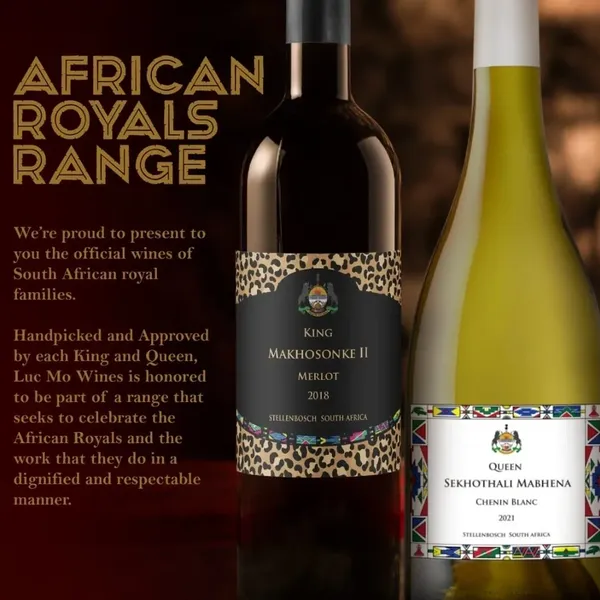 AFRICAN
ROYALS
RANGE
We're proud to present to
you the official wines of
South African royal
families.
Handpicked and Approved
by each King and Queen,
Luc Mo Wines is honored
to be part of a range that
seeks to celebrate the
African Royals and the
work that they do in a
dignified and respectable
manner.
KING
MAKHOSONKE II
MERLOT
2018
STELLENBOSCH SOUTH AFRICA
QUEEN
SEKHOTHALI MABHENA
CHENIN BLANC
2021
STELLENBOSCH SOUTH AFRICA